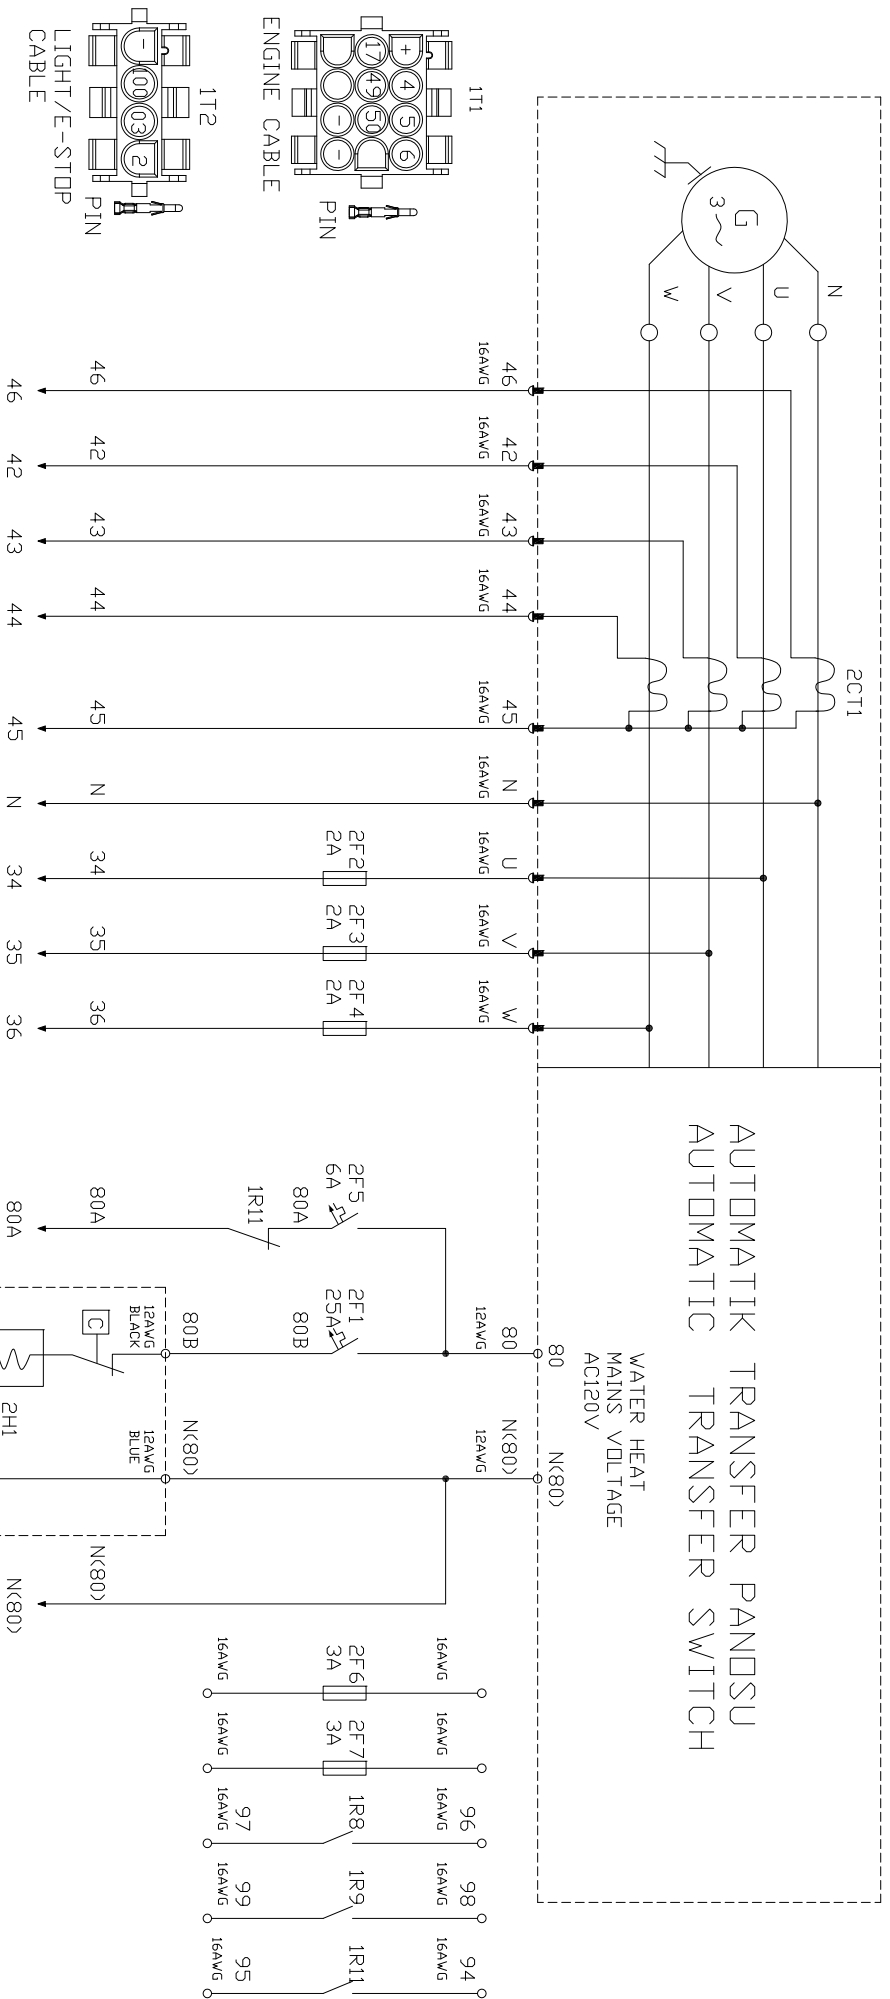 AUTOMATIK TRANSFER PANOSU
AUTOMATIC TRANSFER SWITCH
G
3~
N
U
V
W
2CT1
WATER HEAT
MAINS VOLTAGE
AC120V
80
N(80)
46
42
43
44
45
N
U
V
W
80
N(80)
16AWG
16AWG
16AWG
16AWG
16AWG
16AWG
16AWG
16AWG
16AWG
12AWG
12AWG
1T1
+
4
5
6
17
49
50
-
-
PIN
ENGINE CABLE
2F2
2A
2F3
2A
2F4
2A
2F5
6A
80A
1R11
2F1
25A
80B
96
98
94
16AWG
16AWG
16AWG
16AWG
16AWG
2F6
3A
2F7
3A
1R8
1R9
1R11
97
99
95
16AWG
16AWG
16AWG
16AWG
16AWG
1T2
-
100
03
2
PIN
LIGHT/E-STOP
CABLE
80B
N(80)
12AWG
BLACK
12AWG
BLUE
C
2H1
46
42
43
44
45
N
34
35
36
80A
N(80)
46
42
43
44
45
N
34
35
36
80A
N(80)